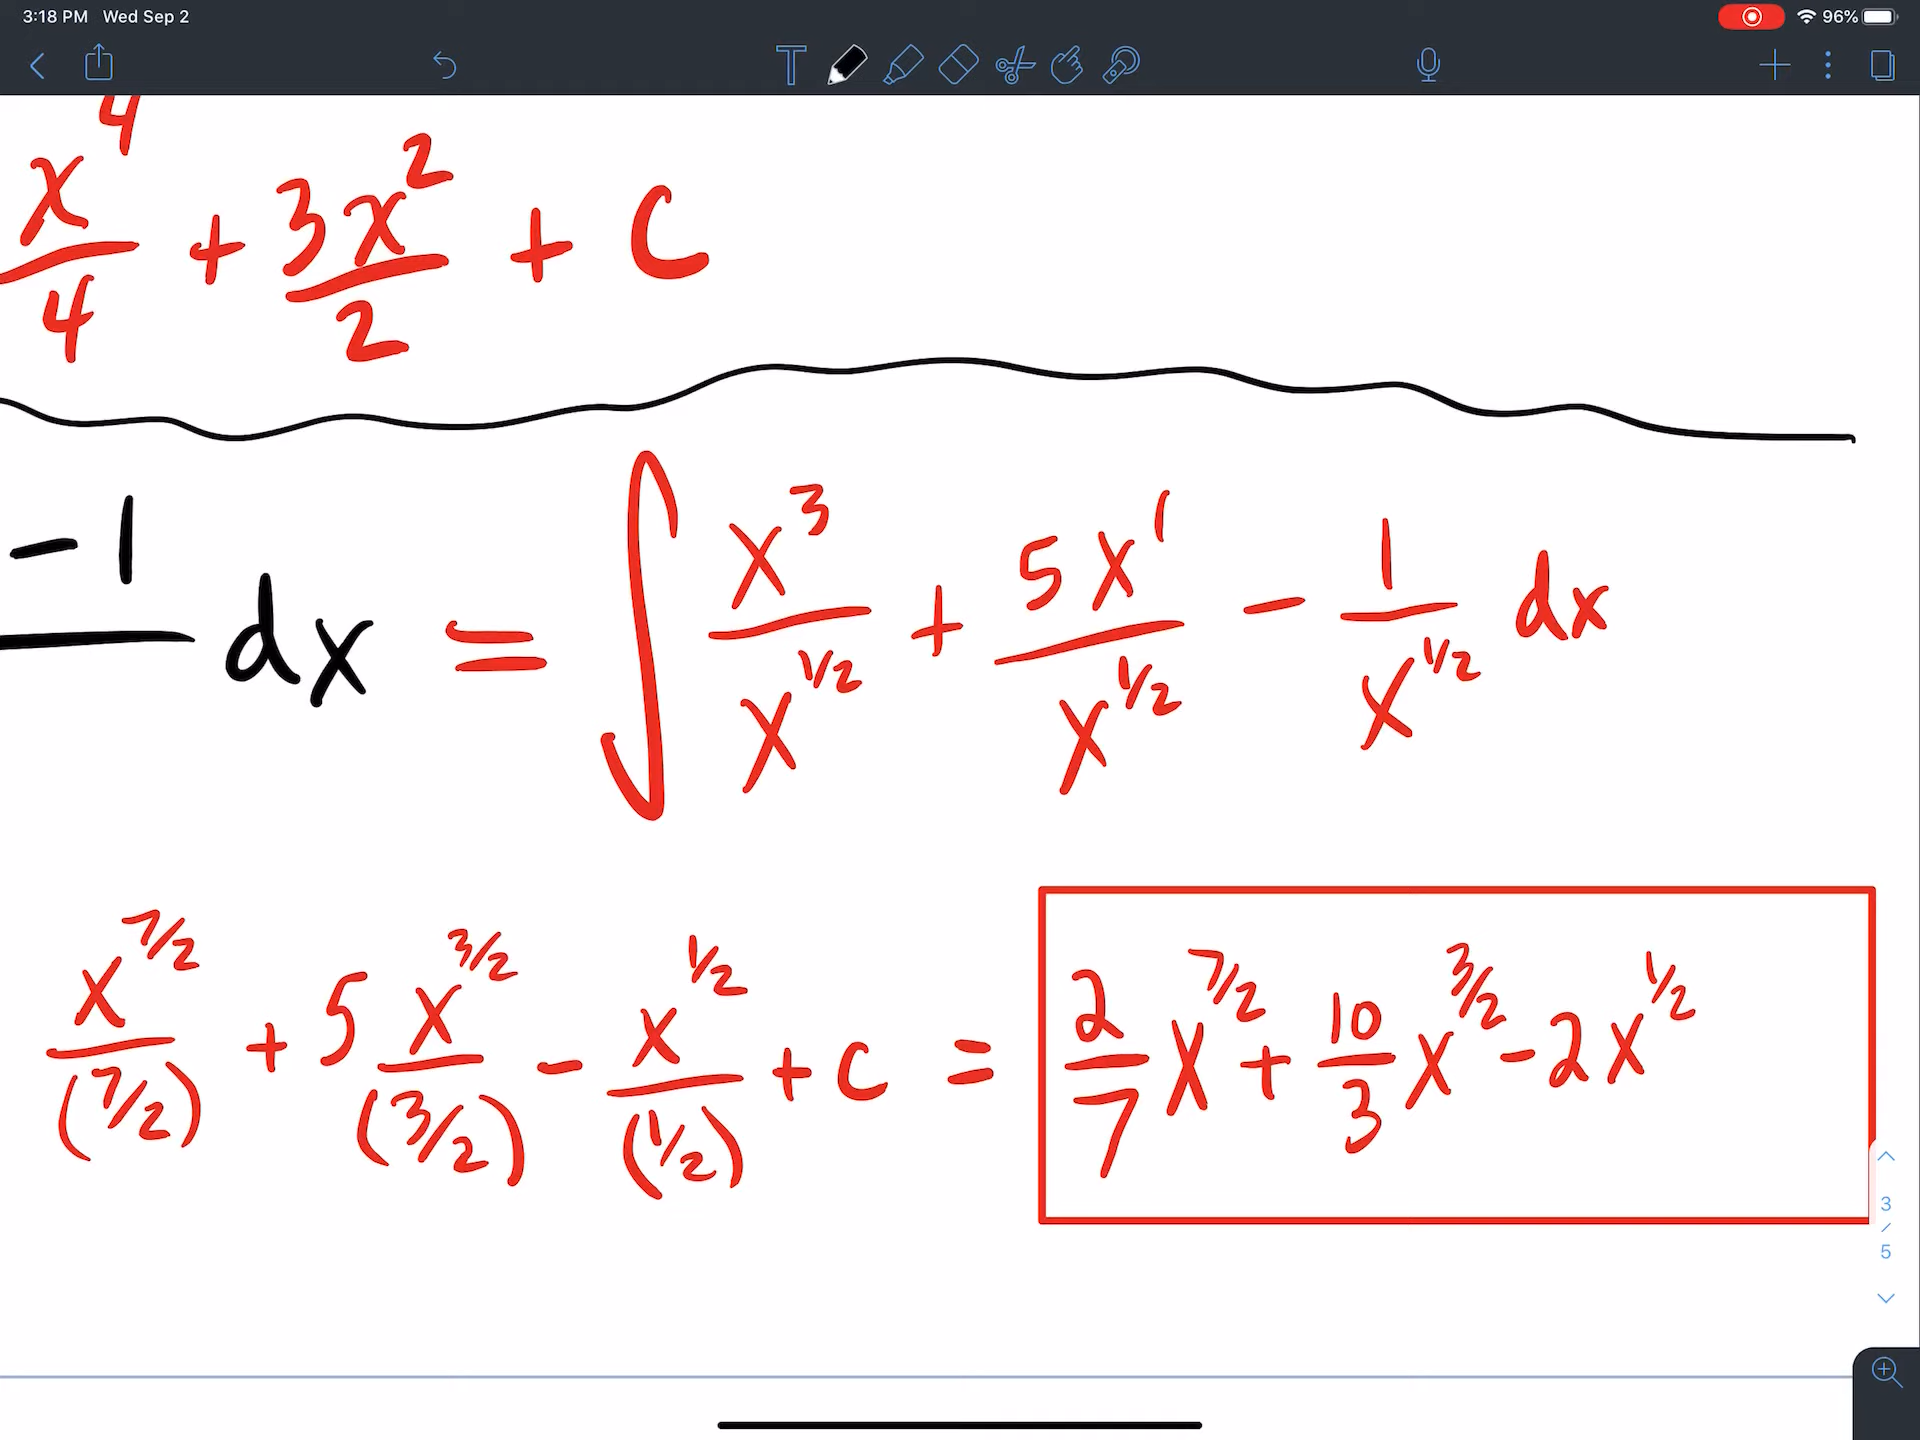 3:18 PM Wed Sep 2
96%
T
x^4/4 + 3x^2/2 + C
-1 dx = ∫ x^3/x^1/2 + 5x^1/x^1/2 - 1/x^1/2 dx
x^7/2/(7/2) + 5 x^3/2/(3/2) - x^1/2/(1/2) + C = 2/7 x^7/2 + 10/3 x^3/2 - 2x^1/2
3
/
5